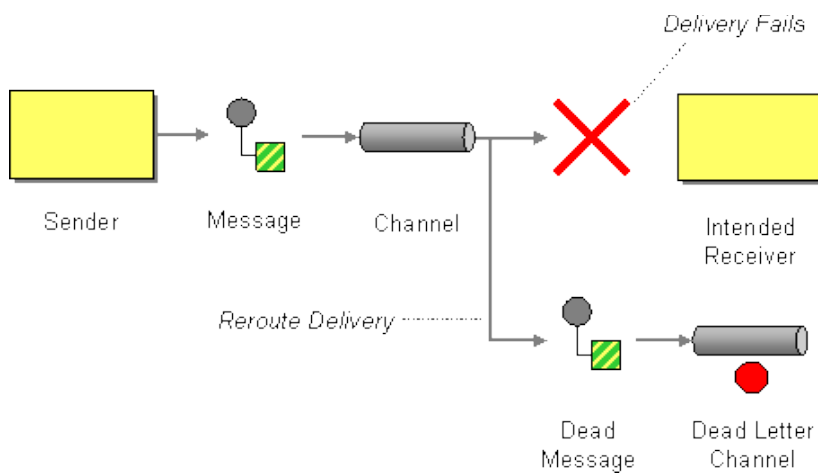 Delivery Fails
Sender
Message
Channel
Intended
Receiver
Reroute Delivery
Dead
Message
Dead Letter
Channel